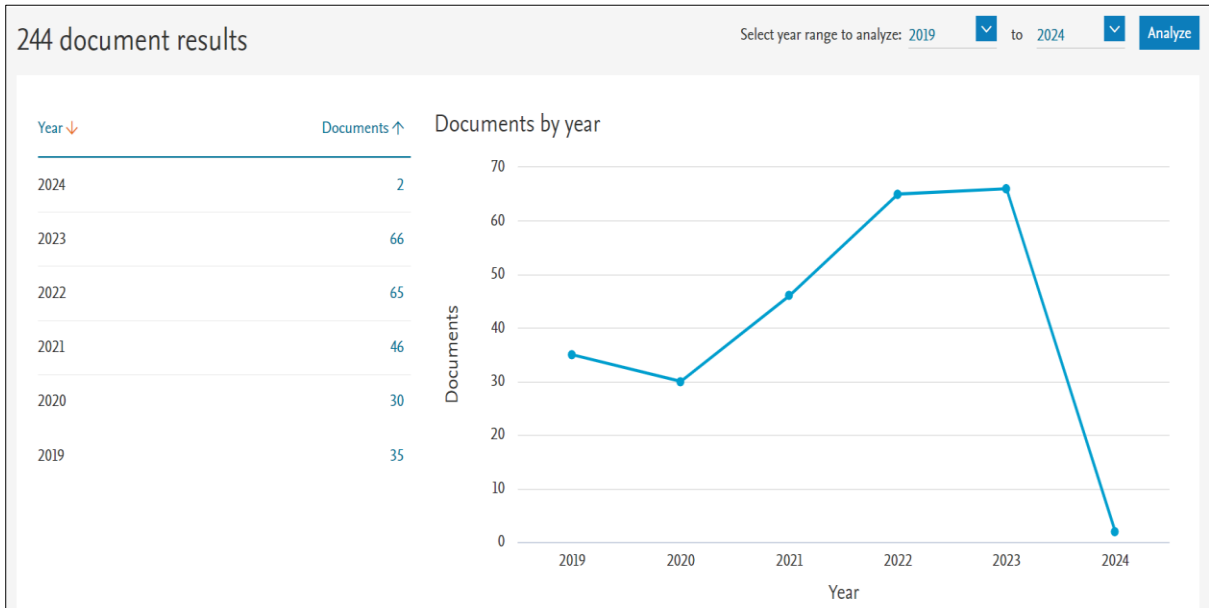 244 document results
Select year range to analyze: 2019 to 2024 Analyze
Year Documents
2024 2
2023 66
2022 65
2021 46
2020 30
2019 35
Documents by year
70
60
50
40
30
20
10
0
Documents
2019 2020 2021 2022 2023 2024
Year